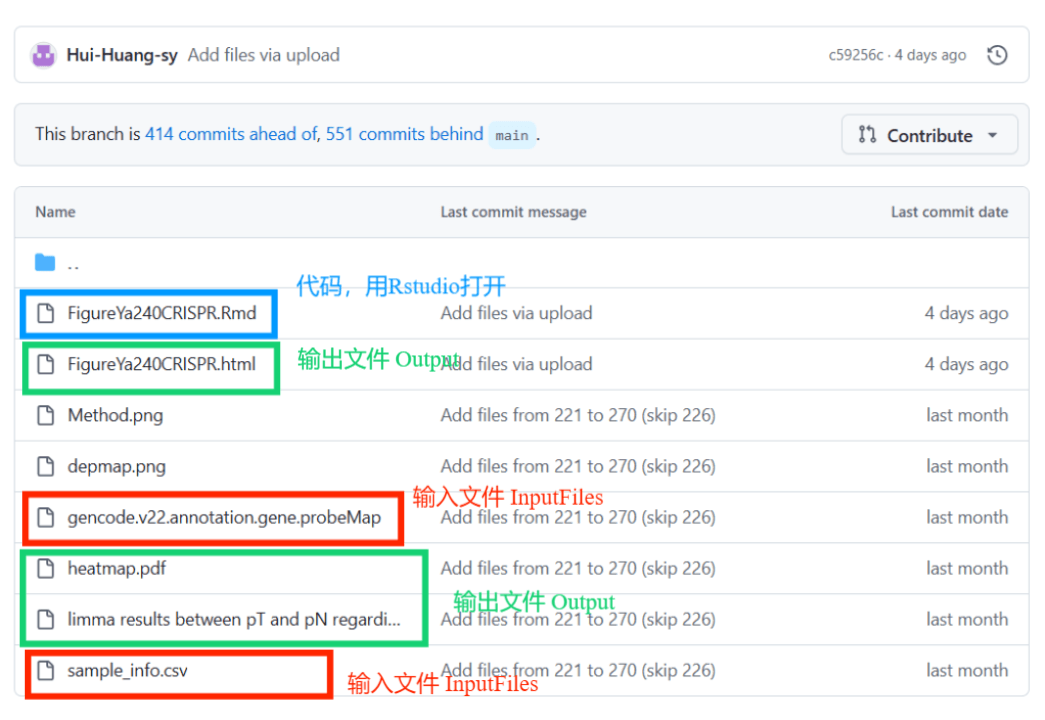 Hui-Huang-sy Add files via upload c59256c · 4 days ago
This branch is 414 commits ahead of, 551 commits behind main .
Contribute
Name Last commit message Last commit date
..
代码，用Rstudio打开
FigureYa240CRISPR.Rmd Add files via upload 4 days ago
FigureYa240CRISPR.html 输出文件 Output Add files via upload 4 days ago
Method.png Add files from 221 to 270 (skip 226) last month
depmap.png Add files from 221 to 270 (skip 226) last month
输入文件 InputFiles
gencode.v22.annotation.gene.probeMap Add files from 221 to 270 (skip 226) last month
heatmap.pdf Add files from 221 to 270 (skip 226) last month
输出文件 Output
limma results between pT and pN regardi... Add files from 221 to 270 (skip 226) last month
sample_info.csv Add files from 221 to 270 (skip 226) last month
输入文件 InputFiles